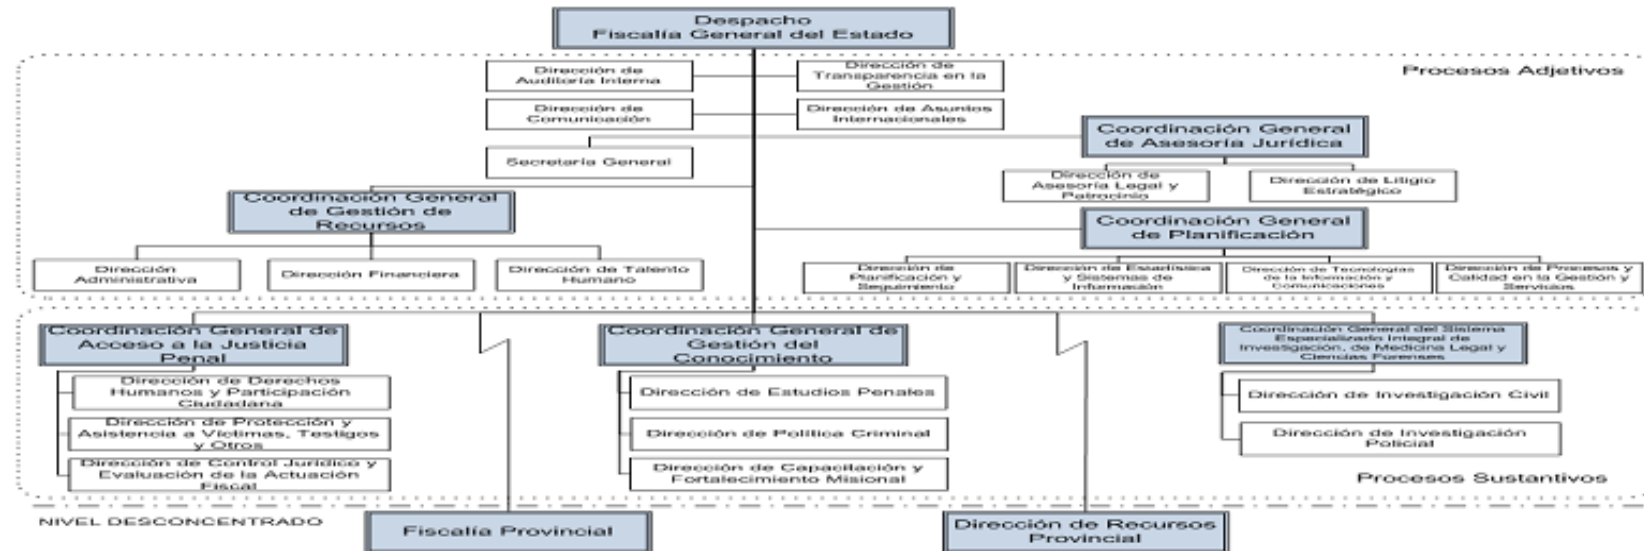 Despacho
Fiscalía General del Estado
Procesos Adjetivos
Dirección de
Auditoría Interna
Dirección de
Transparencia en la
Gestión
Dirección de
Comunicación
Dirección de Asuntos
Internacionales
Coordinación General
de Asesoría Jurídica
Secretaría General
Dirección de
Asesoría Legal y
Patrocinio
Dirección de Litigio
Estratégico
Coordinación General
de Gestión de
Recursos
Coordinación General
de Planificación
Dirección
Administrativa
Dirección Financiera
Dirección de Talento
Humano
Dirección de
Planificación y
Seguimiento
Dirección de Estadística
y Sistemas de
Información
Dirección de Tecnologías
de la Información y
Comunicaciones
Dirección de Procesos y
Calidad en la Gestión y
Servicios
Coordinación General de
Acceso a la Justicia
Penal
Coordinación General de
Gestión del
Conocimiento
Coordinación General del Sistema
Especializado Integral de
Investigación, de Medicina Legal y
Ciencias Forenses
Dirección de Derechos
Humanos y Participación
Ciudadana
Dirección de Protección y
Asistencia a Víctimas, Testigos
y Otros
Dirección de Control Jurídico y
Evaluación de la Actuación
Fiscal
Dirección de Estudios Penales
Dirección de Política Criminal
Dirección de Capacitación y
Fortalecimiento Misional
Dirección de Investigación Civil
Dirección de Investigación
Policial
Procesos Sustantivos
NIVEL DESCONCENTRADO
Fiscalía Provincial
Dirección de Recursos
Provincial